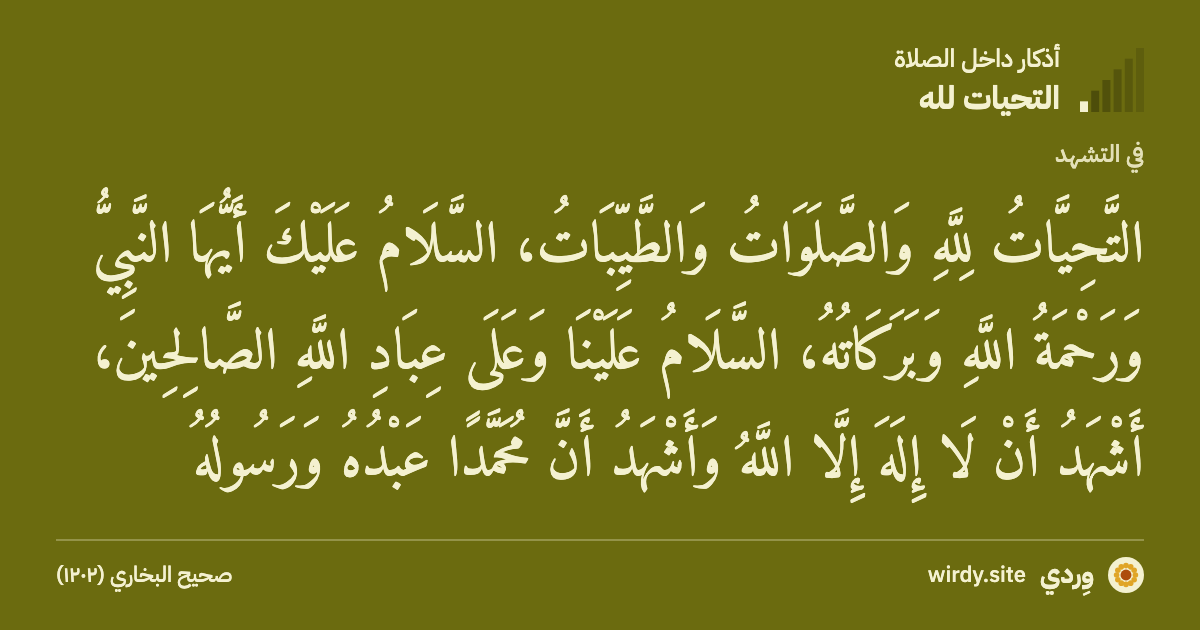 أذكار داخل الصلاة
التحيات لله
في التشهد
التَّحِيَّاتُ لِلَّهِ وَالصَّلَوَاتُ وَالطَّيِّبَاتُ، السَّلَامُ عَلَيْكَ أَيُّهَا النَّبِيُّ
وَرَحْمَةُ اللَّهِ وَبَرَكَاتُهُ، السَّلَامُ عَلَيْنَا وَعَلَى عِبَادِ اللَّهِ الصَّالِحِينَ،
أَشْهَدُ أَنْ لَا إِلَهَ إِلَّا اللَّهُ وَأَشْهَدُ أَنَّ مُحَمَّدًا عَبْدُهُ وَرَسُولُهُ
وِردي wirdy.site
صحيح البخاري (١٢٠٢)